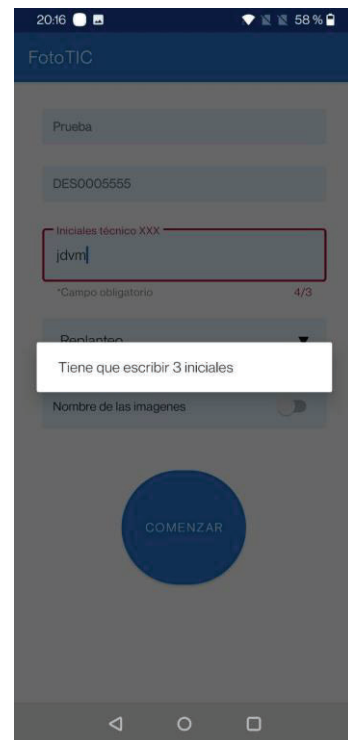 20:16 58 %
FotoTIC
Prueba
DES0005555
Iniciales técnico XXX
jdvm
*Campo obligatorio 4/3
Replanteo
Tiene que escribir 3 iniciales
Nombre de las imagenes
COMENZAR